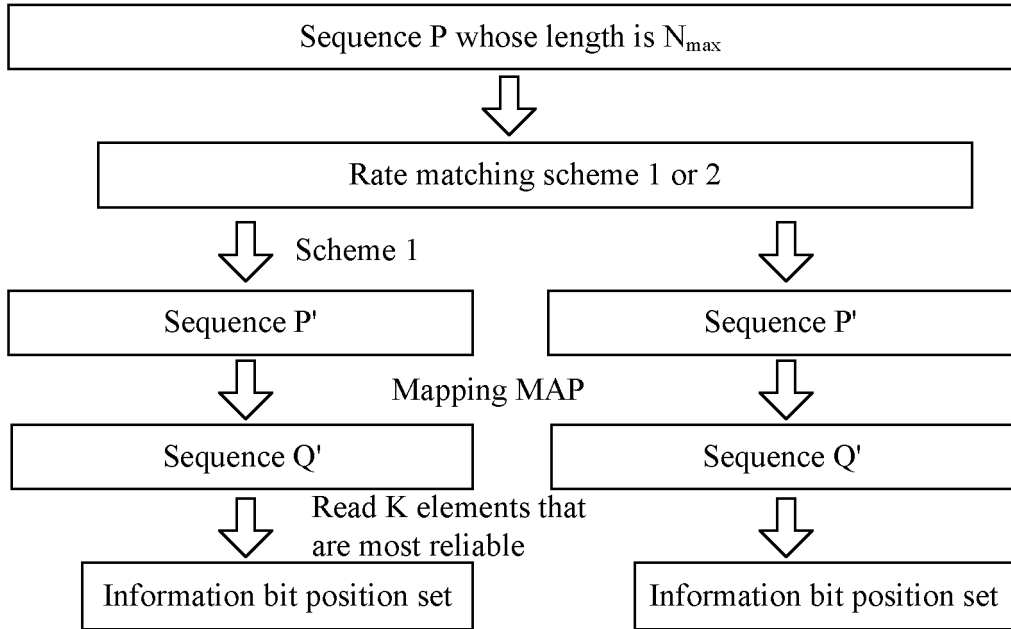 Sequence P whose length is Nmax
Rate matching scheme 1 or 2
Scheme 1
Sequence P'
Sequence P'
Mapping MAP
Sequence Q'
Sequence Q'
Read K elements that
are most reliable
Information bit position set
Information bit position set